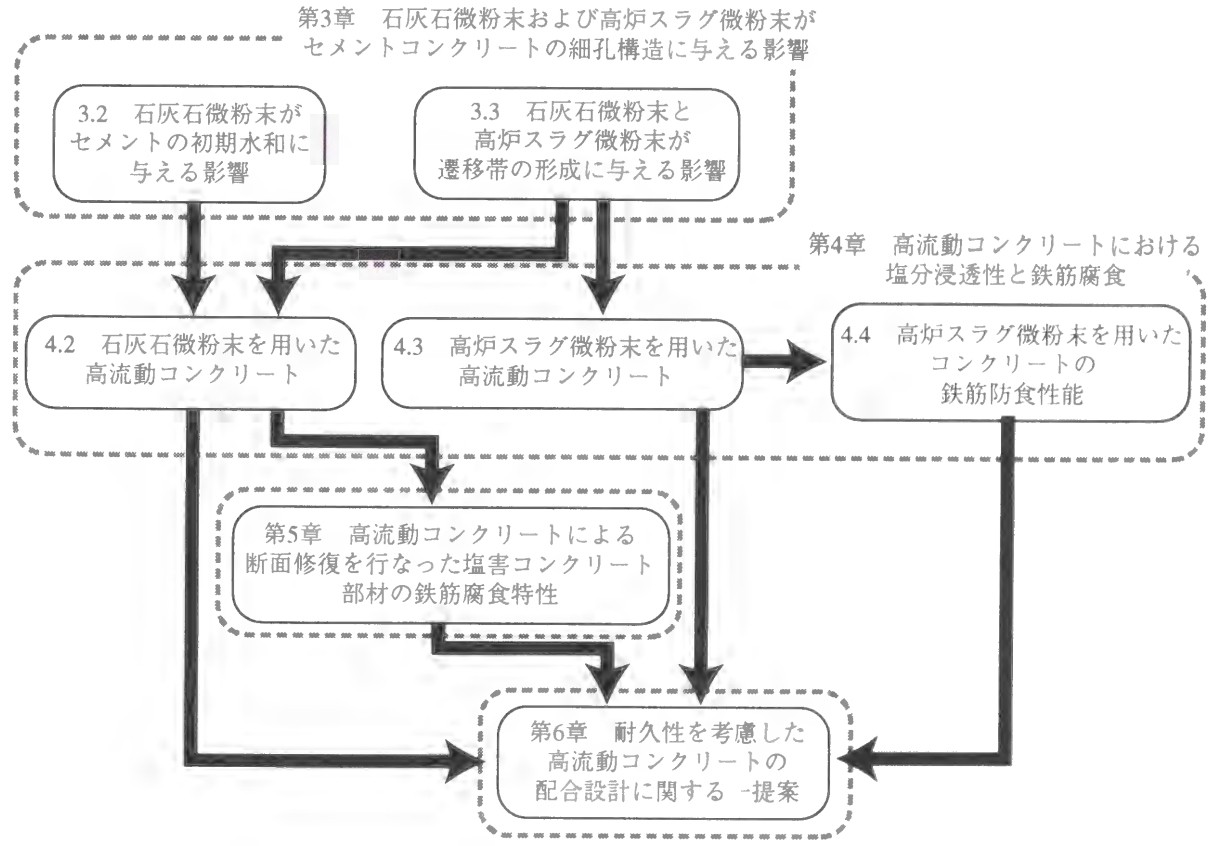 第3章 石灰石微粉末および高炉スラグ微粉末が
セメントコンクリートの細孔構造に与える影響
3.2 石灰石微粉末が
セメントの初期水和に
与える影響
3.3 石灰石微粉末と
高炉スラグ微粉末が
遷移帯の形成に与える影響
第4章 高流動コンクリートにおける
塩分浸透性と鉄筋腐食
4.2 石灰石微粉末を用いた
高流動コンクリート
4.3 高炉スラグ微粉末を用いた
高流動コンクリート
4.4 高炉スラグ微粉末を用いた
コンクリートの
鉄筋防食性能
第5章 高流動コンクリートによる
断面修復を行なった塩害コンクリート
部材の鉄筋腐食特性
第6章 耐久性を考慮した
高流動コンクリートの
配合設計に関する一提案